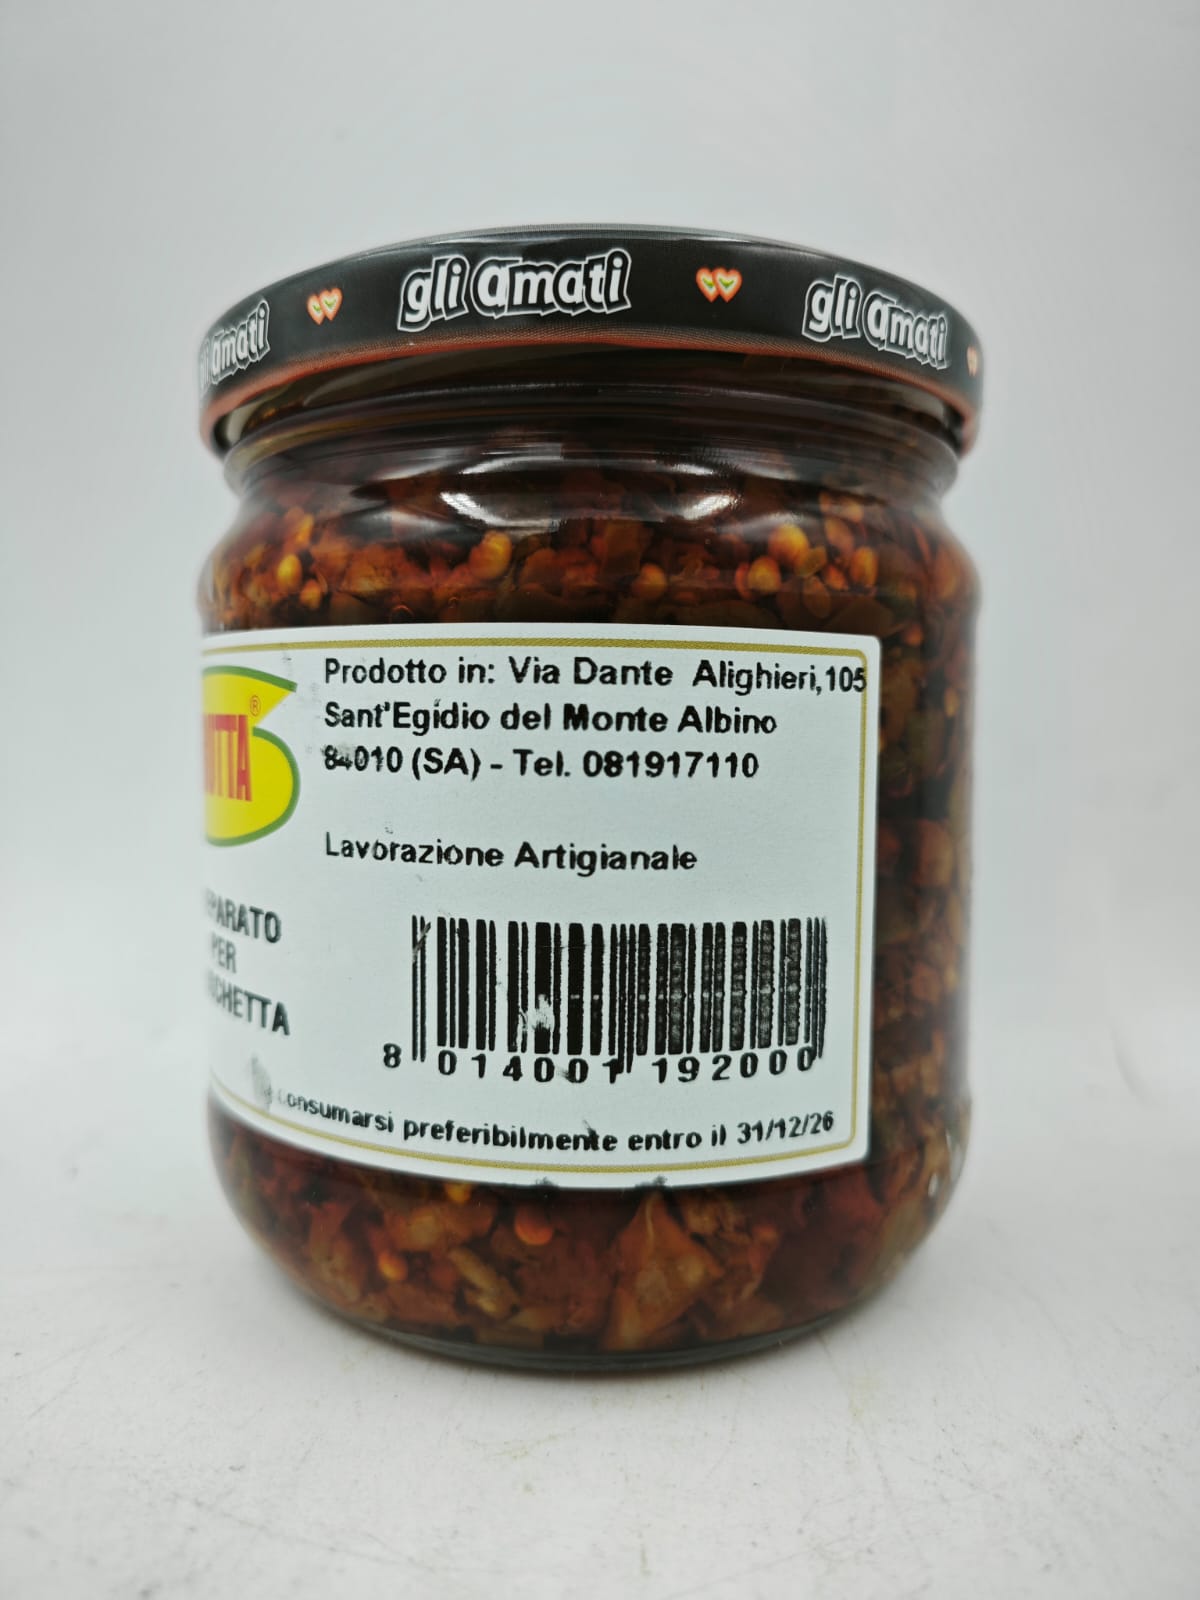 gli amati
gli amati
amati
Prodotto in: Via Dante Alighieri,105
Sant'Egidio del Monte Albino
84010 (SA) - Tel. 081917110
Lavorazione Artigianale
PER
8 014001 192000
consumarsi preferibilmente entro il 31/12/26